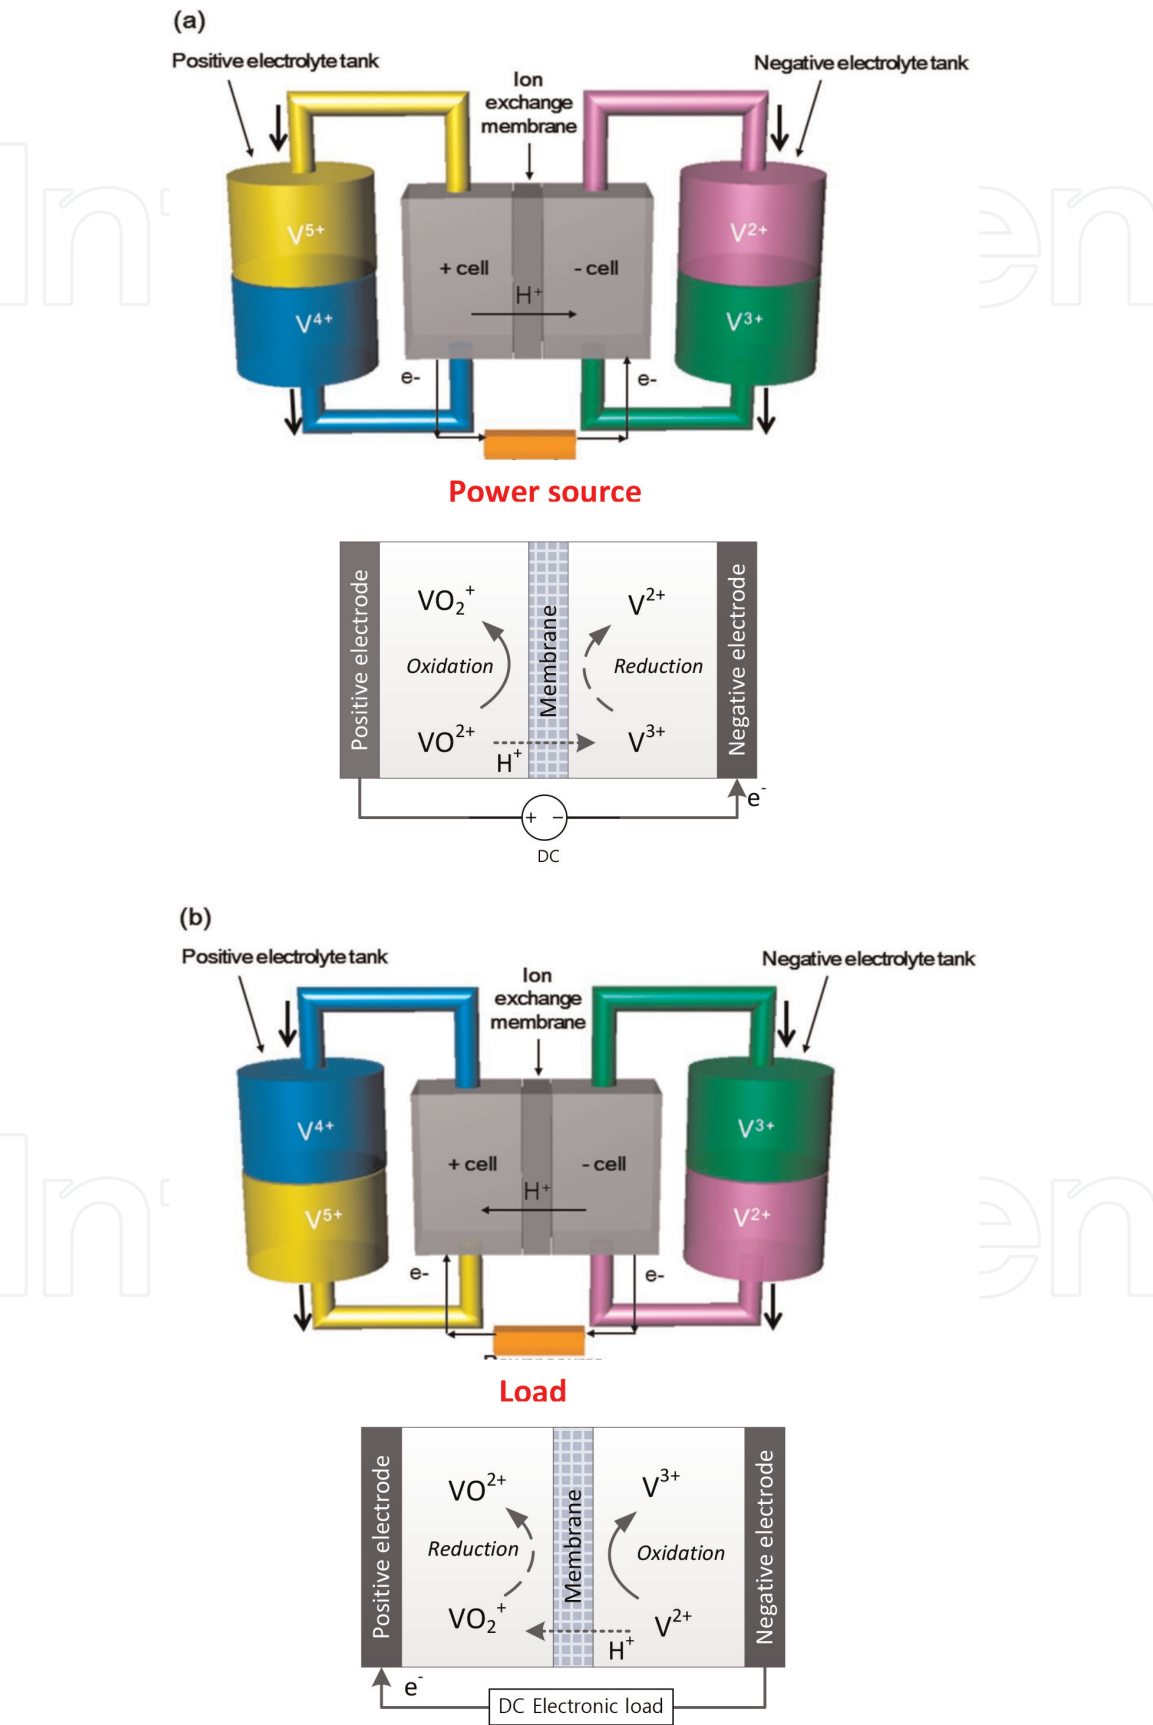 (a)
Positive electrolyte tank
Negative electrolyte tank
Ion
exchange
membrane
V5+
V2+
+ cell
- cell
H+
V4+
V3+
e-
e-
Power source
Positive electrode
VO2+
Oxidation
VO2+
H+
Membrane
V2+
Reduction
V3+
Negative electrode
e-
+ −
DC
(b)
Positive electrolyte tank
Negative electrolyte tank
Ion
exchange
membrane
V4+
V3+
+ cell
- cell
H+
V5+
V2+
e-
e-
Load
Positive electrode
VO2+
Reduction
VO2+
Membrane
V3+
Oxidation
V2+
H+
Negative electrode
e-
DC Electronic load